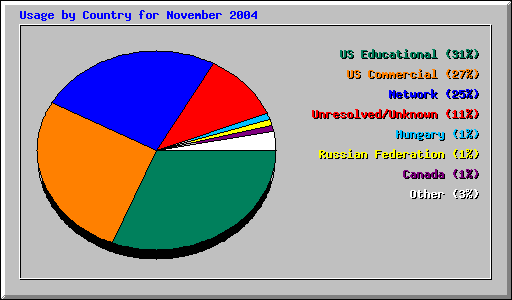 Usage by Country for November 2004
US Educational (31%)
US Commercial (27%)
Network (25%)
Unresolved/Unknown (11%)
Hungary (1%)
Russian Federation (1%)
Canada (1%)
Other (3%)